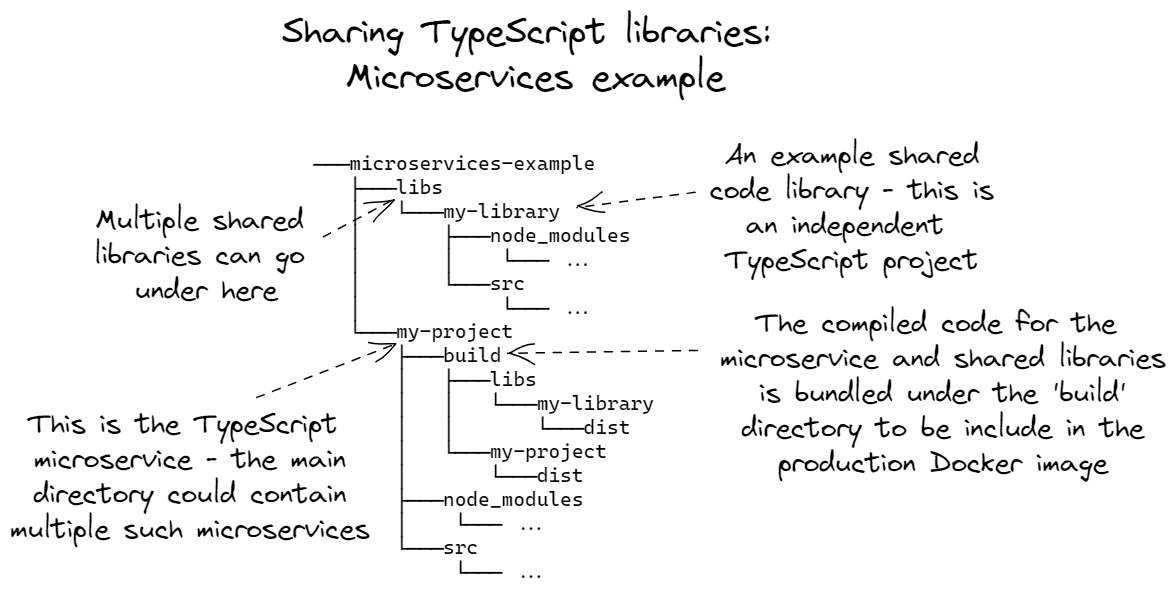 Sharing TypeScript libraries:
Microservices example
microservices-example
libs
my-library
node_modules
...
src
...
my-project
build
libs
my-library
dist
my-project
dist
node_modules
...
src
...
Multiple shared
libraries can go
under here
An example shared
code library - this is
an independent
TypeScript project
The compiled code for the
microservice and shared libraries
is bundled under the 'build'
directory to be include in the
production Docker image
This is the TypeScript
microservice - the main
directory could contain
multiple such microservices